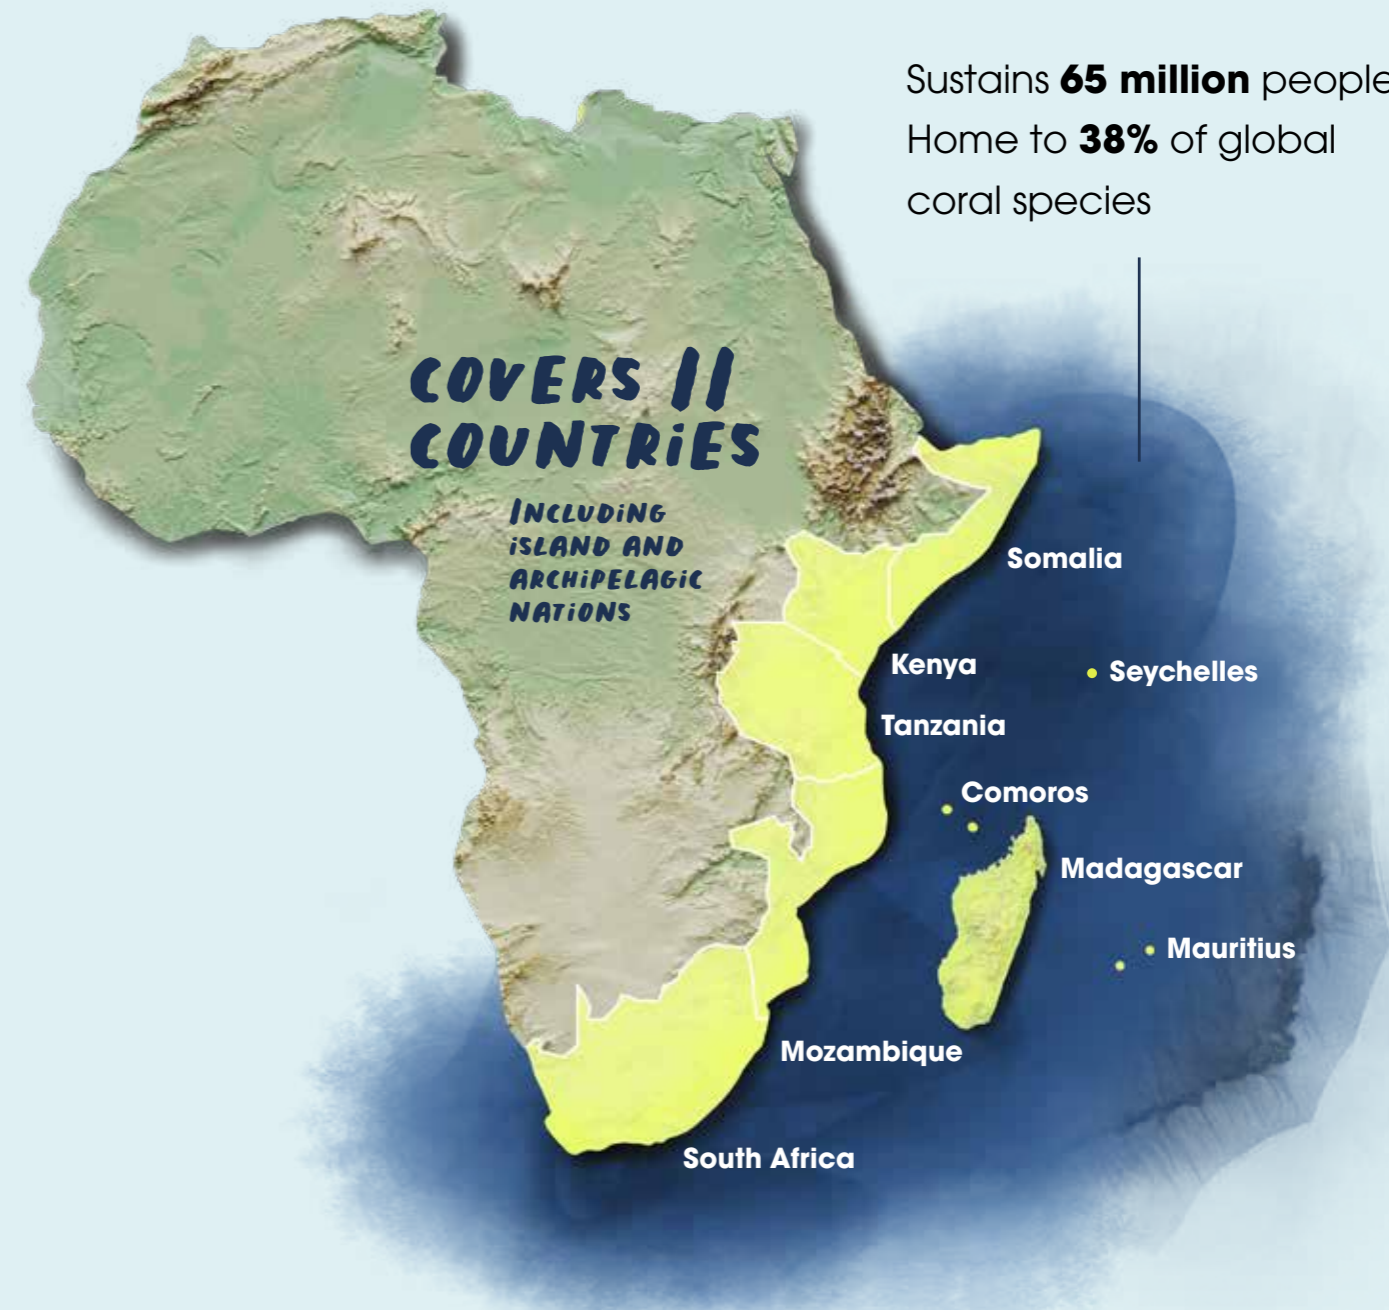 Sustains 65 million people
Home to 38% of global
coral species
COVERS 11
COUNTRiES
INCLUDiNG
iSLAND AND
ARCHiPELAGiC
NATiONS
Somalia
Kenya
Seychelles
Tanzania
Comoros
Madagascar
Mauritius
Mozambique
South Africa